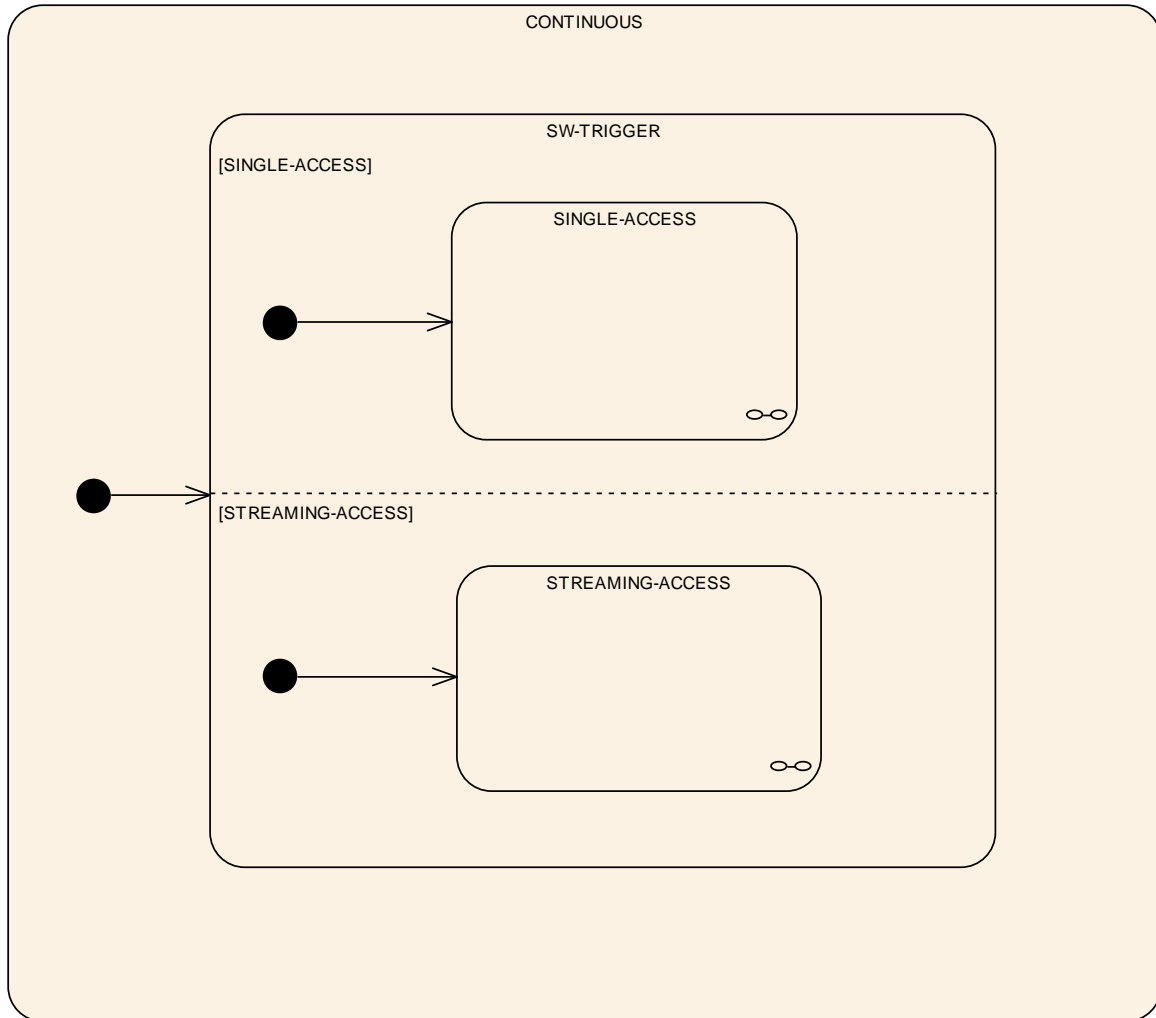 CONTINUOUS
SW-TRIGGER
[SINGLE-ACCESS]
SINGLE-ACCESS
[STREAMING-ACCESS]
STREAMING-ACCESS